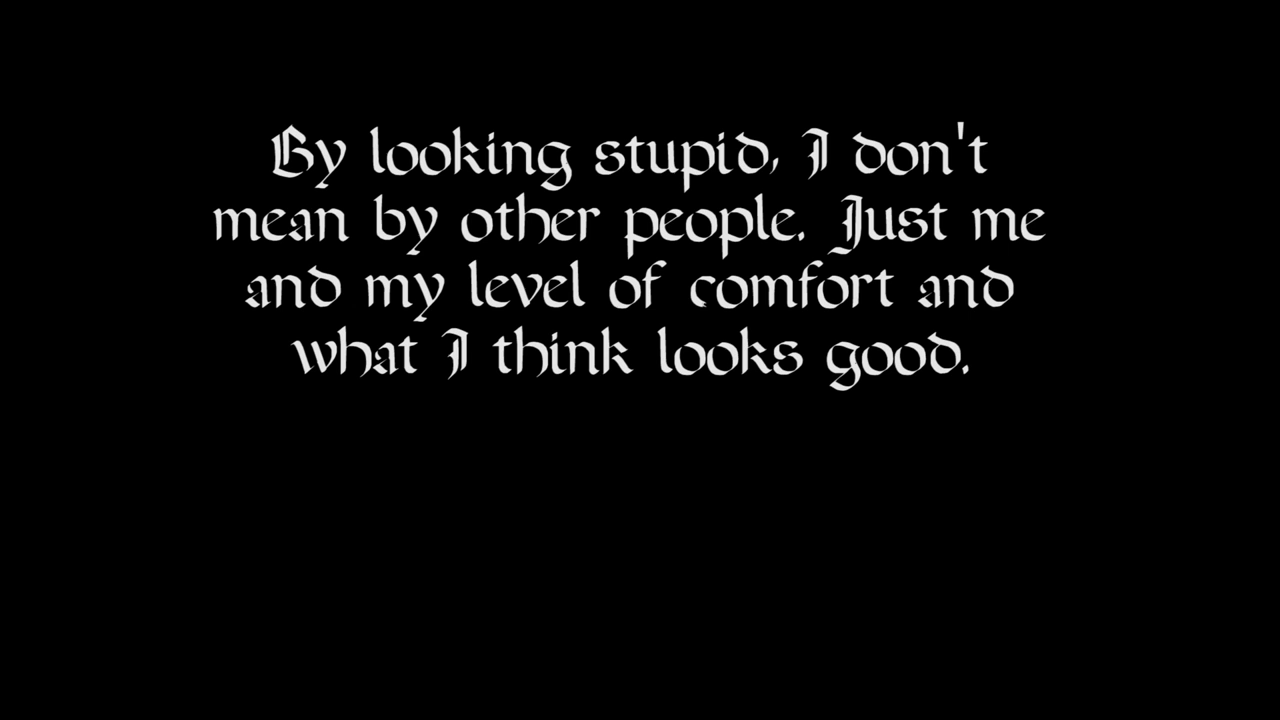 By looking stupid, I don't
mean by other people. Just me
and my level of comfort and
what I think looks good.